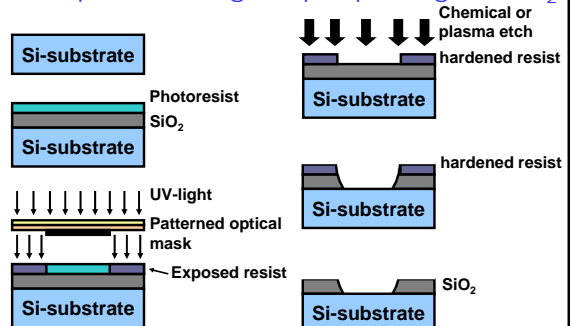 Si-substrate
Photoresist
SiO₂
Si-substrate
UV-light
Patterned optical
mask
Exposed resist
Si-substrate
Chemical or
plasma etch
hardened resist
Si-substrate
hardened resist
Si-substrate
SiO₂
Si-substrate